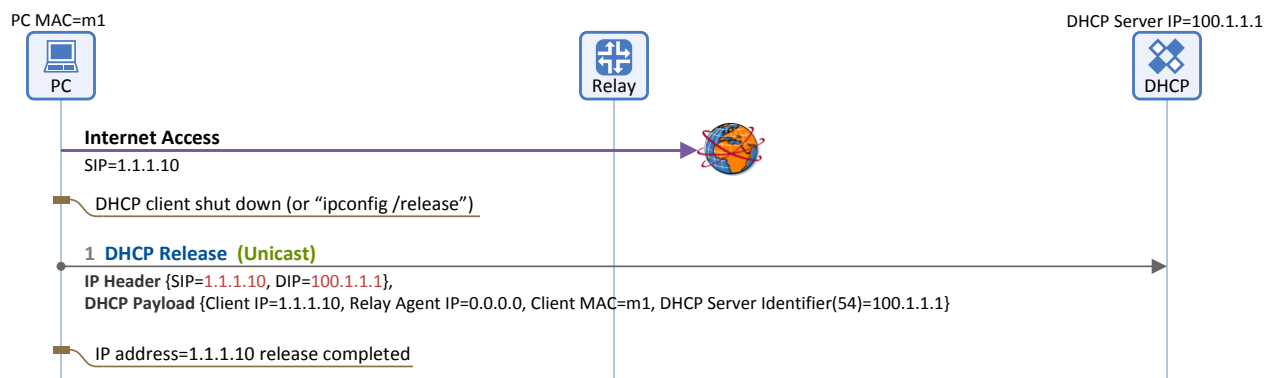 PC MAC=m1
DHCP Server IP=100.1.1.1
PC
Relay
DHCP
Internet Access
SIP=1.1.1.10
DHCP client shut down (or “ipconfig /release”)
1 DHCP Release (Unicast)
IP Header {SIP=1.1.1.10, DIP=100.1.1.1},
DHCP Payload {Client IP=1.1.1.10, Relay Agent IP=0.0.0.0, Client MAC=m1, DHCP Server Identifier(54)=100.1.1.1}
IP address=1.1.1.10 release completed